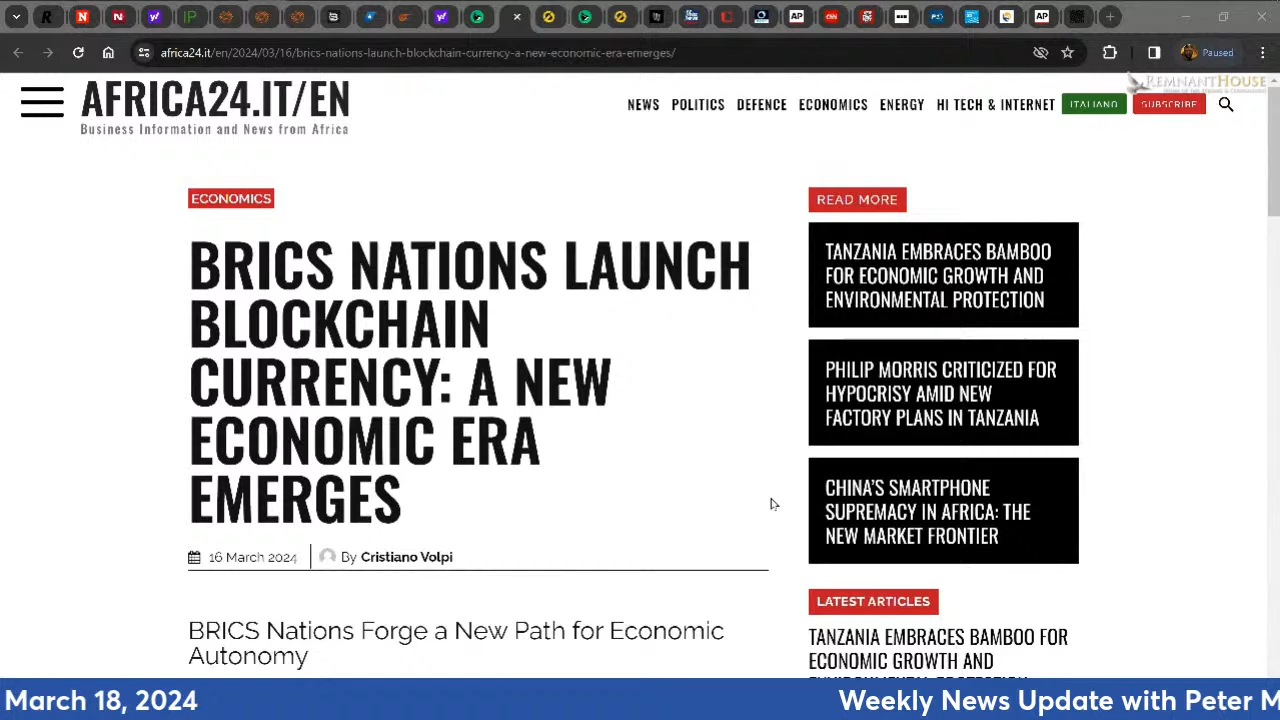 africa24.it/en/2024/03/16/brics-nations-launch-blockchain-currency-a-new-economic-era-emerges/
Paused
REMNANTHOUSE
AFRICA24.IT/EN
Business Information and News from Africa
NEWS POLITICS DEFENCE ECONOMICS ENERGY HI TECH & INTERNET ITALIANO SUBSCRIBE
ECONOMICS
BRICS NATIONS LAUNCH
BLOCKCHAIN
CURRENCY: A NEW
ECONOMIC ERA
EMERGES
16 March 2024 By Cristiano Volpi
BRICS Nations Forge a New Path for Economic
Autonomy
READ MORE
TANZANIA EMBRACES BAMBOO
FOR ECONOMIC GROWTH AND
ENVIRONMENTAL PROTECTION
PHILIP MORRIS CRITICIZED FOR
HYPOCRISY AMID NEW
FACTORY PLANS IN TANZANIA
CHINA'S SMARTPHONE
SUPREMACY IN AFRICA: THE
NEW MARKET FRONTIER
LATEST ARTICLES
TANZANIA EMBRACES BAMBOO FOR
ECONOMIC GROWTH AND
March 18, 2024 Weekly News Update with Peter M